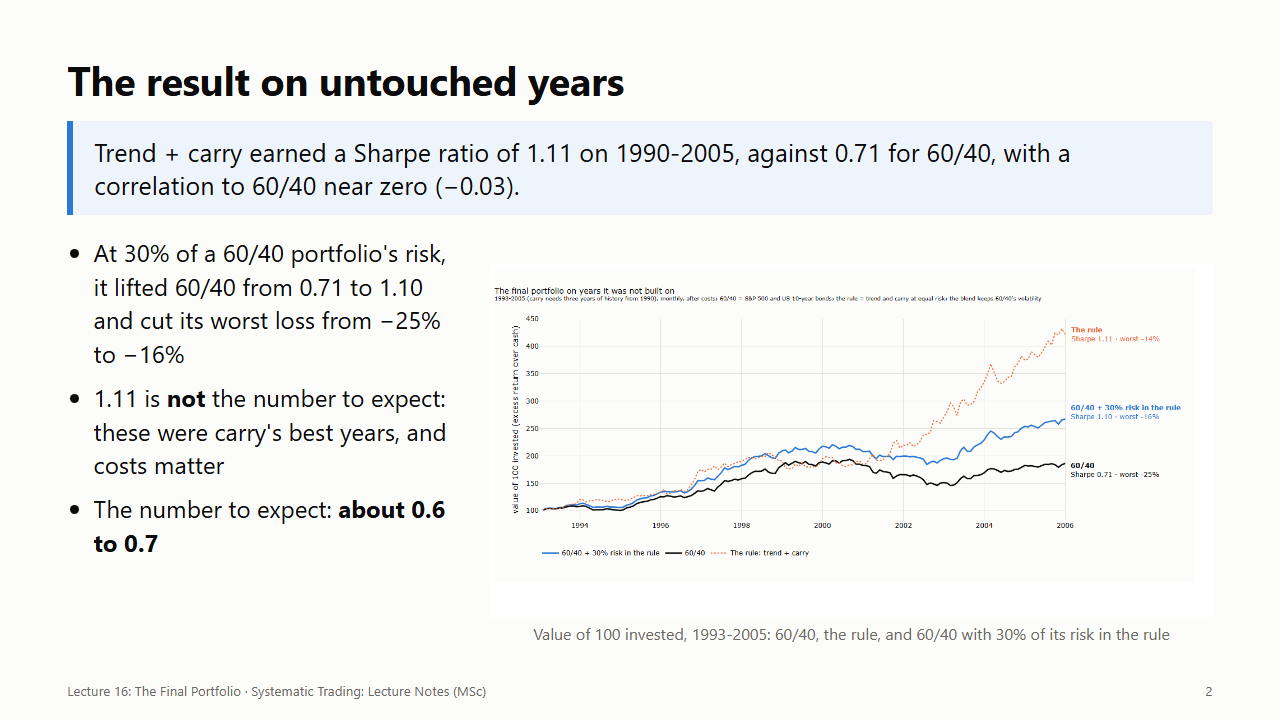 The result on untouched years
Trend + carry earned a Sharpe ratio of 1.11 on 1990-2005, against 0.71 for 60/40, with a
correlation to 60/40 near zero (−0.03).
• At 30% of a 60/40 portfolio's risk,
it lifted 60/40 from 0.71 to 1.10
and cut its worst loss from −25%
to −16%
• 1.11 is not the number to expect:
these were carry's best years, and
costs matter
• The number to expect: about 0.6
to 0.7
The final portfolio on years it was not built on
1993-2005 (carry needs three years of history from 1990), monthly, after costs; 60/40 = S&P 500 and US 10-year bonds; the rule = trend and carry at equal risk; the blend keeps 60/40's volatility
value of 100 invested (excess return over cash)
450
400
350
300
250
200
150
100
1994 1996 1998 2000 2002 2004 2006
The rule
Sharpe 1.11 · worst -14%
60/40 + 30% risk in the rule
Sharpe 1.10 · worst -16%
60/40
Sharpe 0.71 · worst -25%
60/40 + 30% risk in the rule 60/40 The rule: trend + carry
Value of 100 invested, 1993-2005: 60/40, the rule, and 60/40 with 30% of its risk in the rule
Lecture 16: The Final Portfolio · Systematic Trading: Lecture Notes (MSc) 2